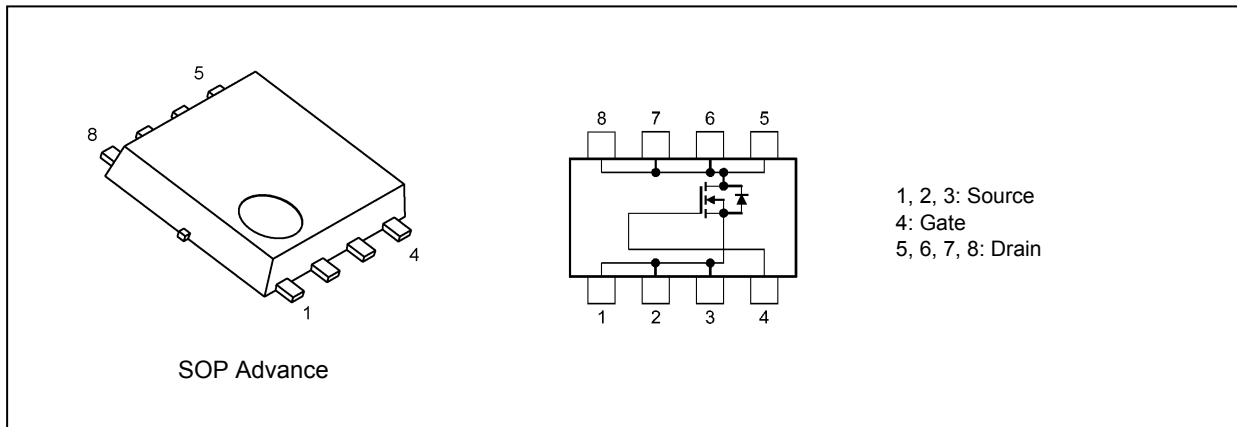 5
8
4
1
SOP Advance
8 7 6 5
1 2 3 4
1, 2, 3: Source
4: Gate
5, 6, 7, 8: Drain